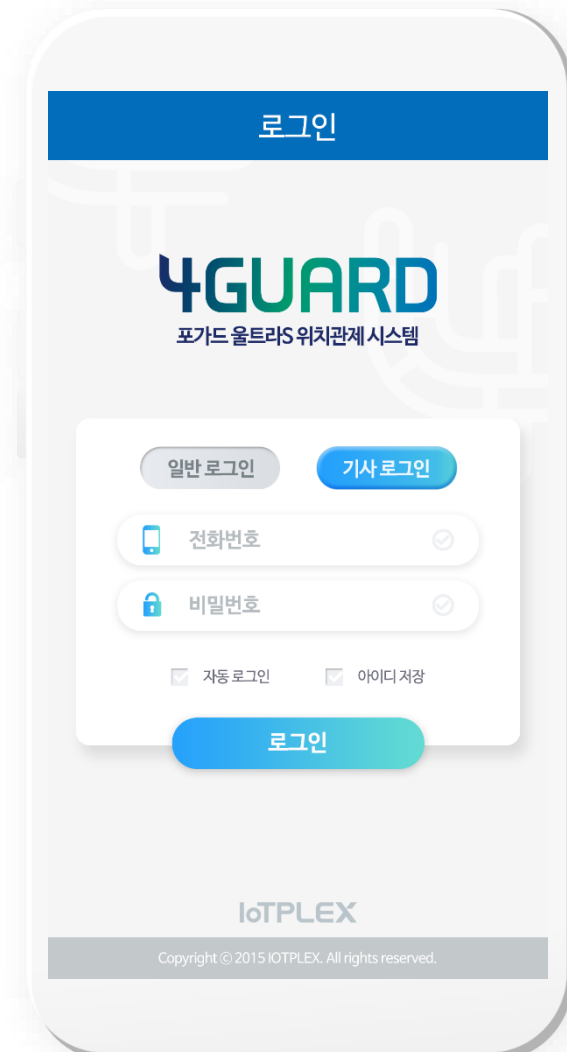 로그인
4GUARD
포가드 울트라S 위치관제 시스템
일반 로그인 기사 로그인
전화번호
비밀번호
자동 로그인 아이디 저장
로그인
IoTPLEX
Copyright ⓒ 2015 IOTPLEX. All rights reserved.